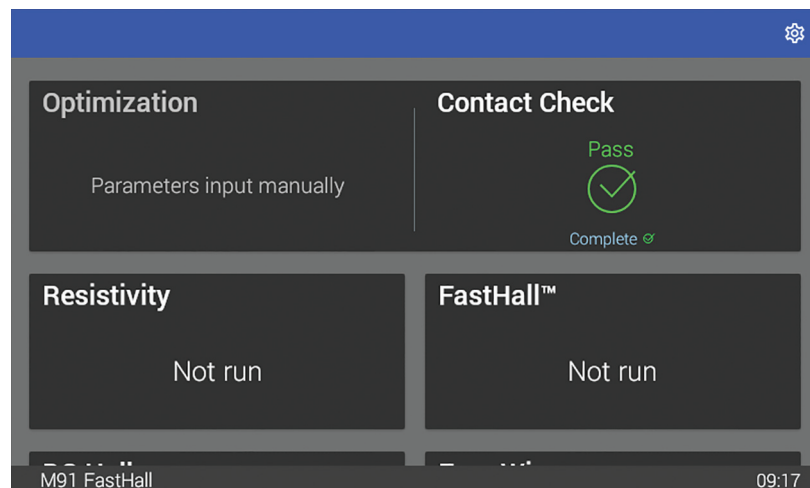 Optimization
Parameters input manually
Contact Check
Pass
Complete
Resistivity
Not run
FastHall™
Not run
M91 FastHall
09:17